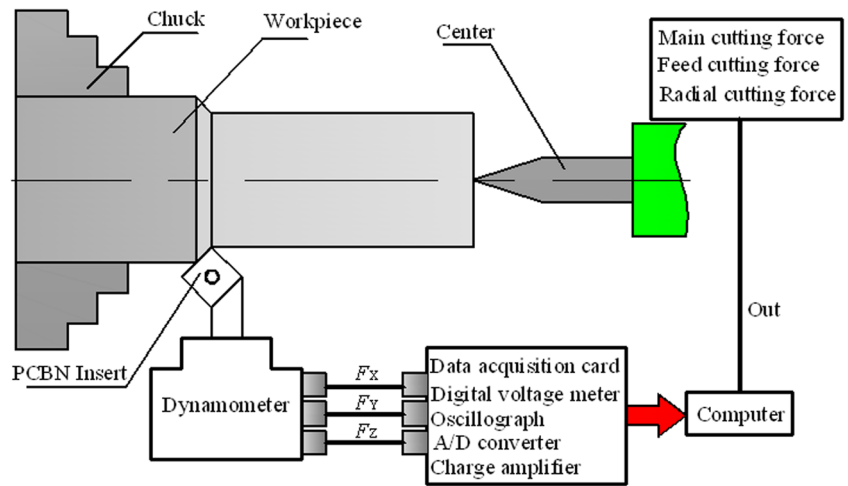 Chuck
Workpiece
Center
Main cutting force
Feed cutting force
Radial cutting force
Out
PCBN Insert
Dynamometer
FX
FY
FZ
Data acquisition card
Digital voltage meter
Oscillograph
A/D converter
Charge amplifier
Computer